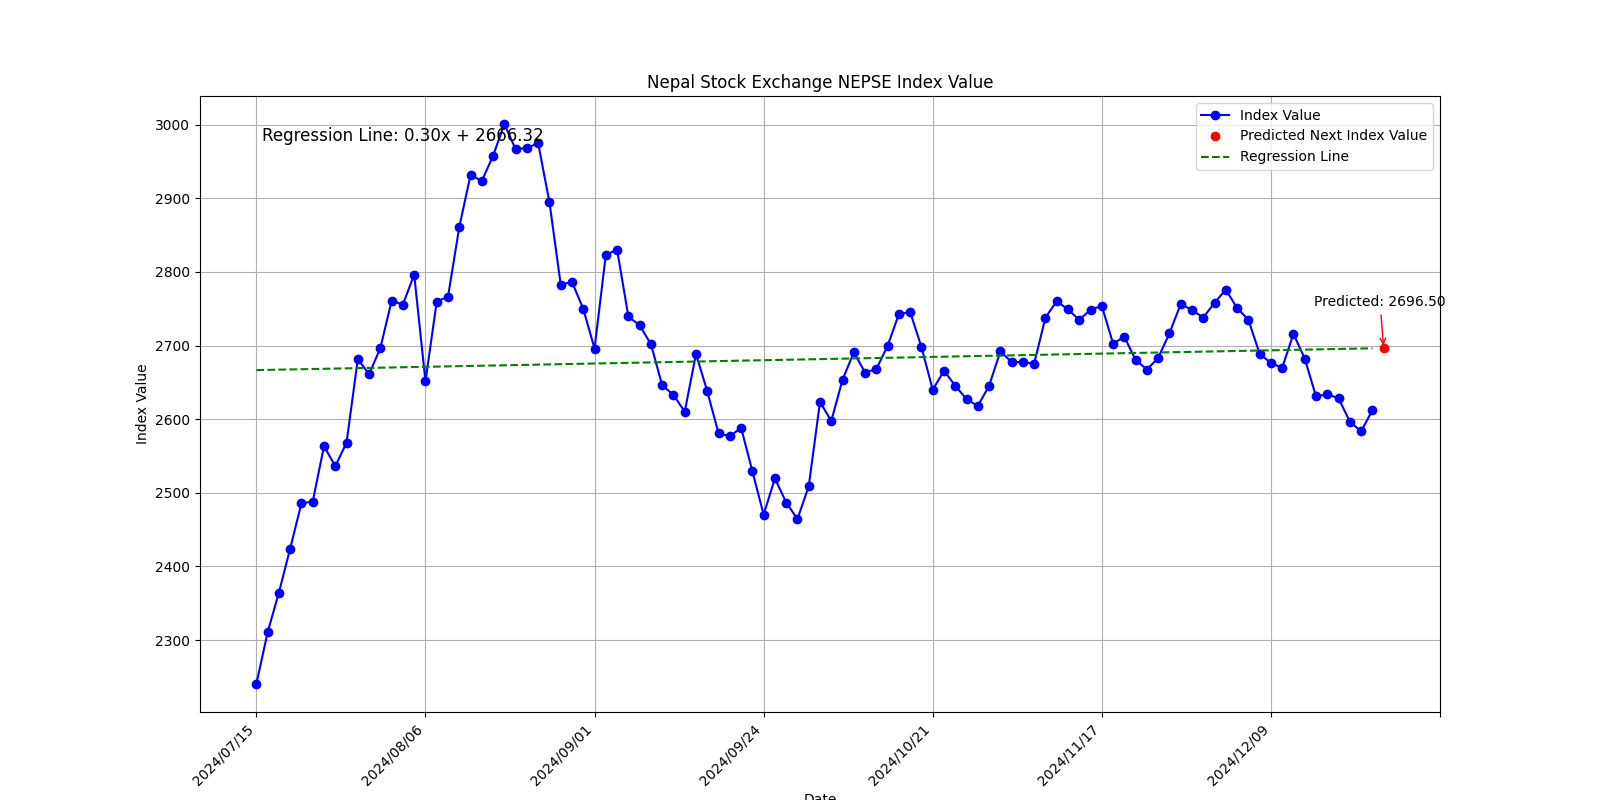 Nepal Stock Exchange NEPSE Index Value
Regression Line: 0.30x + 2666.32
Index Value
Predicted Next Index Value
Regression Line
Predicted: 2696.50
3000
2900
2800
2700
2600
2500
2400
2300
Index Value
2024/07/15
2024/08/06
2024/09/01
2024/09/24
2024/10/21
2024/11/17
2024/12/09
Date